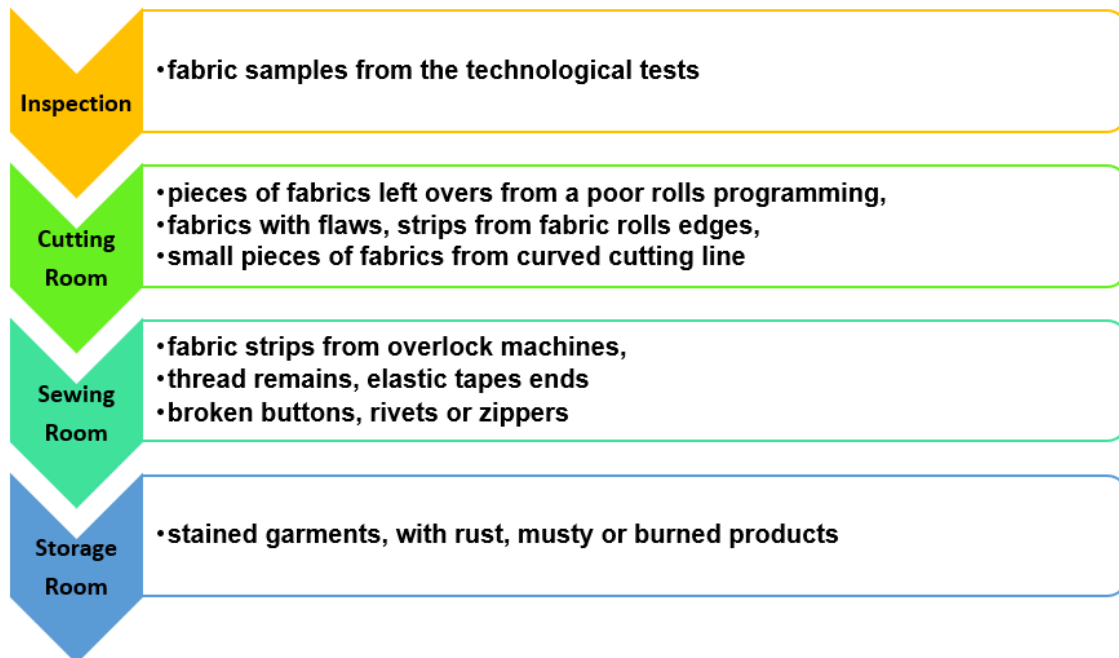 Inspection
•fabric samples from the technological tests
Cutting
Room
•pieces of fabrics left overs from a poor rolls programming,
•fabrics with flaws, strips from fabric rolls edges,
•small pieces of fabrics from curved cutting line
Sewing
Room
•fabric strips from overlock machines,
•thread remains, elastic tapes ends
•broken buttons, rivets or zippers
Storage
Room
•stained garments, with rust, musty or burned products